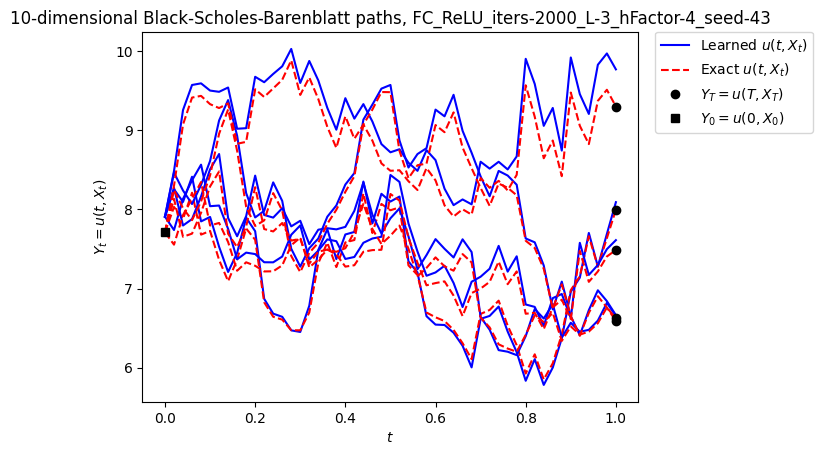 10-dimensional Black-Scholes-Barenblatt paths, FC_ReLU_iters-2000_L-3_hFactor-4_seed-43
Learned u(t, X_t)
Exact u(t, X_t)
Y_T = u(T, X_T)
Y_0 = u(0, X_0)
Y_t = u(t, X_t)
10
9
8
7
6
0.0 0.2 0.4 0.6 0.8 1.0
t